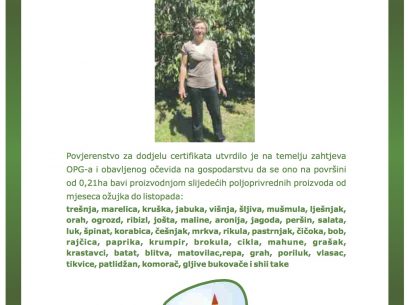 Povjerenstvo za dodjelu certifikata utvrdilo je na temelju zahtjeva
OPG-a i obavljenog očevida na gospodarstvu da se ono na površini
od 0,21ha bavi proizvodnjom slijedećih poljoprivrednih proizvoda od
mjeseca ožujka do listopada:
trešnja, marelica, kruška, jabuka, višnja, šljiva, mušmula, lješnjak,
orah, ogrozd, ribizl, jošta, maline, aronija, jagoda, peršin, salata,
luk, špinat, korabica, češnjak, mrkva, rikula, pastrnjak, čičoka, bob,
rajčica, paprika, krumpir, brokula, cikla, mahune, grašak,
krastavci, batat, blitva, matovilac,repa, grah, poriluk, vlasac,
tikvice, patlidžan, komorač, gljive bukovače i shii take